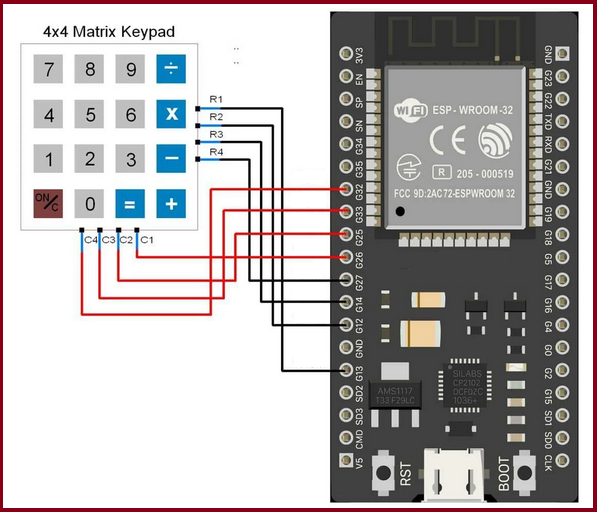 4x4 Matrix Keypad
7 8 9 ÷
4 5 6 x
1 2 3 −
ON/C 0 = +
R1
R2
R3
R4
C4 C3 C2 C1
3V3
EN
SP
SN
G34
G35
G32
G33
G25
G26
G27
G14
G12
GND
G13
SD2
SD3
CMD
V5
WiFi ESP-WROOM-32
CE
R 205-000519
FCC 9D:2AC72-ESPWROOM 32
AMS1117
T33 F29LC
SILABS
CP2102
DCF0ZC
1036+
RST
BOOT
GND
G23
G22
TXD
RXD
G21
GND
G19
G18
G5
G17
G16
G4
G0
G2
G15
SD1
SD0
CLK